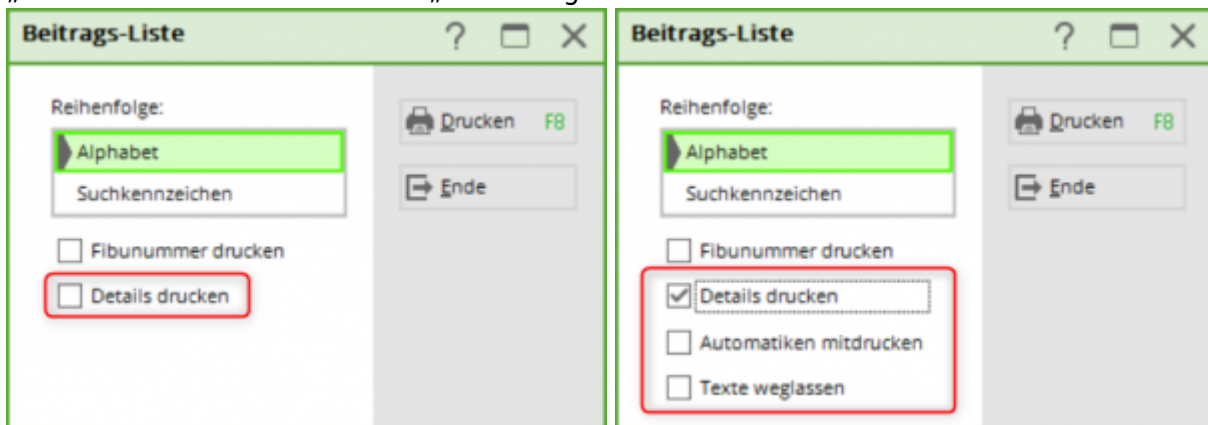 Beitrags-Liste
Reihenfolge:
Alphabet
Suchkennzeichen
Fibunummer drucken
Details drucken
Drucken F8
Ende
Beitrags-Liste
Reihenfolge:
Alphabet
Suchkennzeichen
Fibunummer drucken
Details drucken
Automatiken mitdrucken
Texte weglassen
Drucken F8
Ende